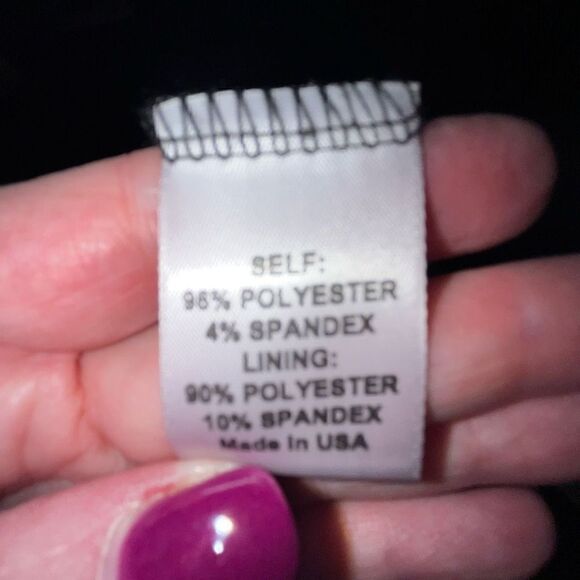 SELF:
96% POLYESTER
4% SPANDEX
LINING:
90% POLYESTER
10% SPANDEX
Made in USA